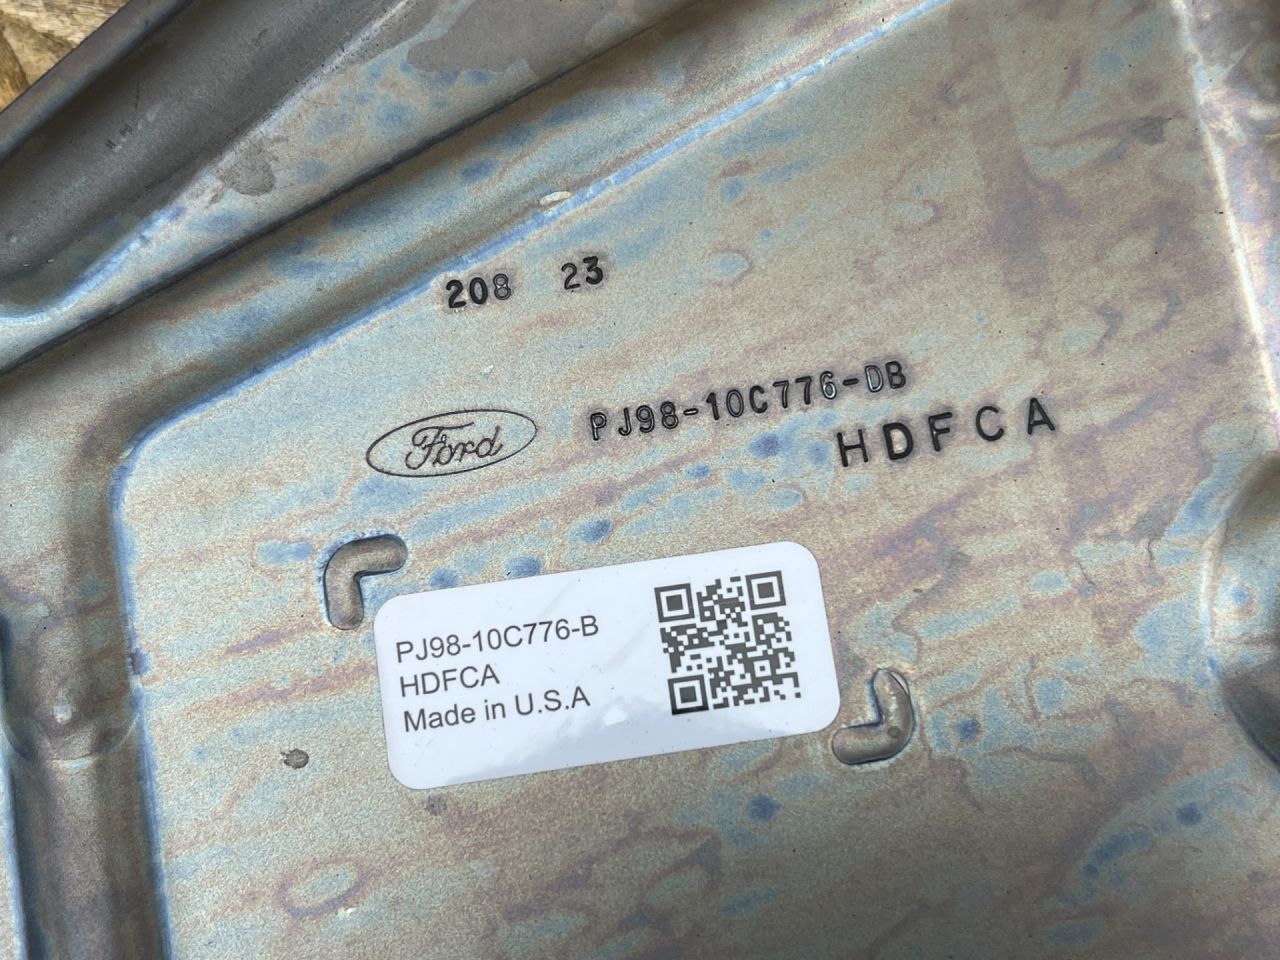 208 23
Ford
PJ98-10C776-DB
HDFCA
PJ98-10C776-B
HDFCA
Made in U.S.A